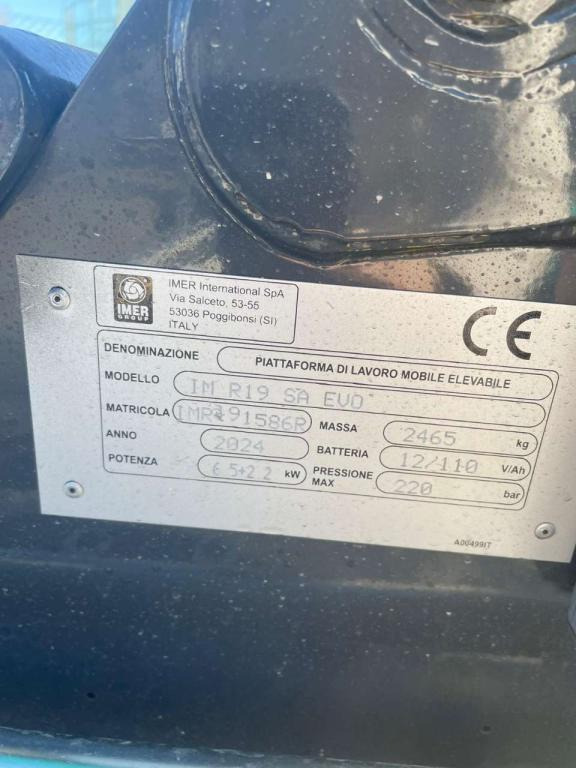 IMER
GROUP
IMER International SpA
Via Salceto, 53-55
53036 Poggibonsi (SI)
ITALY
CE
DENOMINAZIONE PIATTAFORMA DI LAVORO MOBILE ELEVABILE
MODELLO IM R19 SA EVO
MATRICOLA MASSA 2465 kg
ANNO 2024 BATTERIA 12/110 V/Ah
POTENZA 6.5+2.2 kW PRESSIONE MAX 220 bar
A00499IT